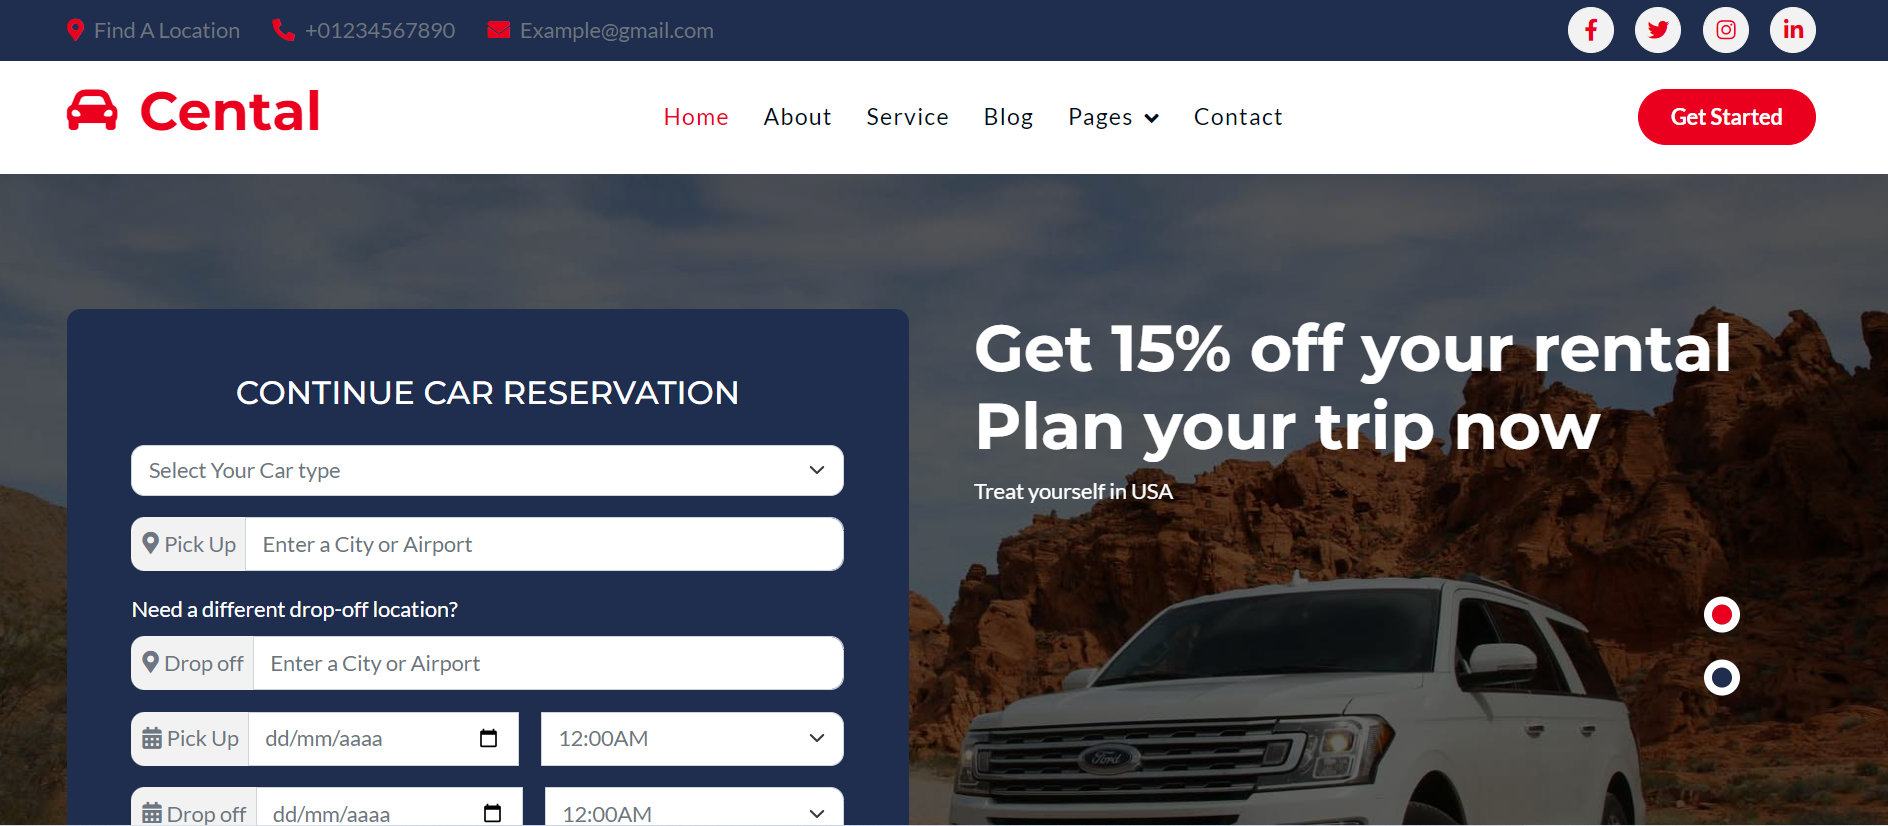 Find A Location +01234567890 Example@gmail.com
Cental Home About Service Blog Pages Contact Get Started
CONTINUE CAR RESERVATION
Select Your Car type
Pick Up Enter a City or Airport
Need a different drop-off location?
Drop off Enter a City or Airport
Pick Up dd/mm/aaaa 12:00AM
Drop off dd/mm/aaaa 12:00AM
Get 15% off your rental
Plan your trip now
Treat yourself in USA
Ford